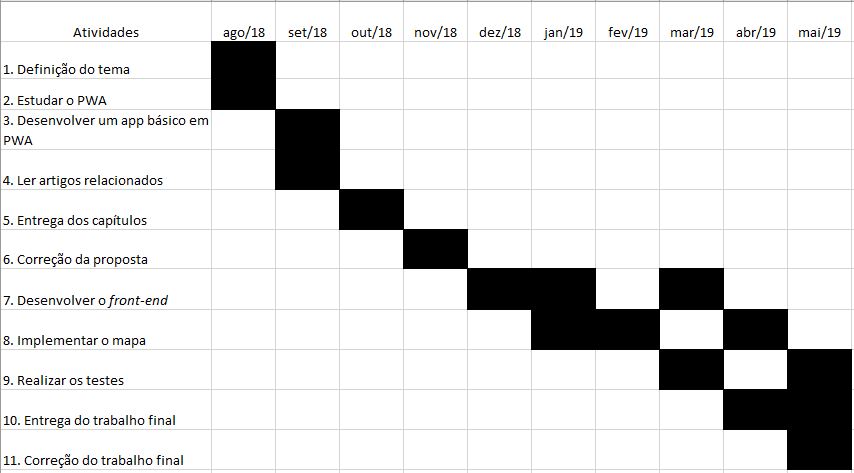 Atividades ago/18 set/18 out/18 nov/18 dez/18 jan/19 fev/19 mar/19 abr/19 mai/19
1. Definição do tema
2. Estudar o PWA
3. Desenvolver um app básico em
PWA
4. Ler artigos relacionados
5. Entrega dos capítulos
6. Correção da proposta
7. Desenvolver o front-end
8. Implementar o mapa
9. Realizar os testes
10. Entrega do trabalho final
11. Correção do trabalho final